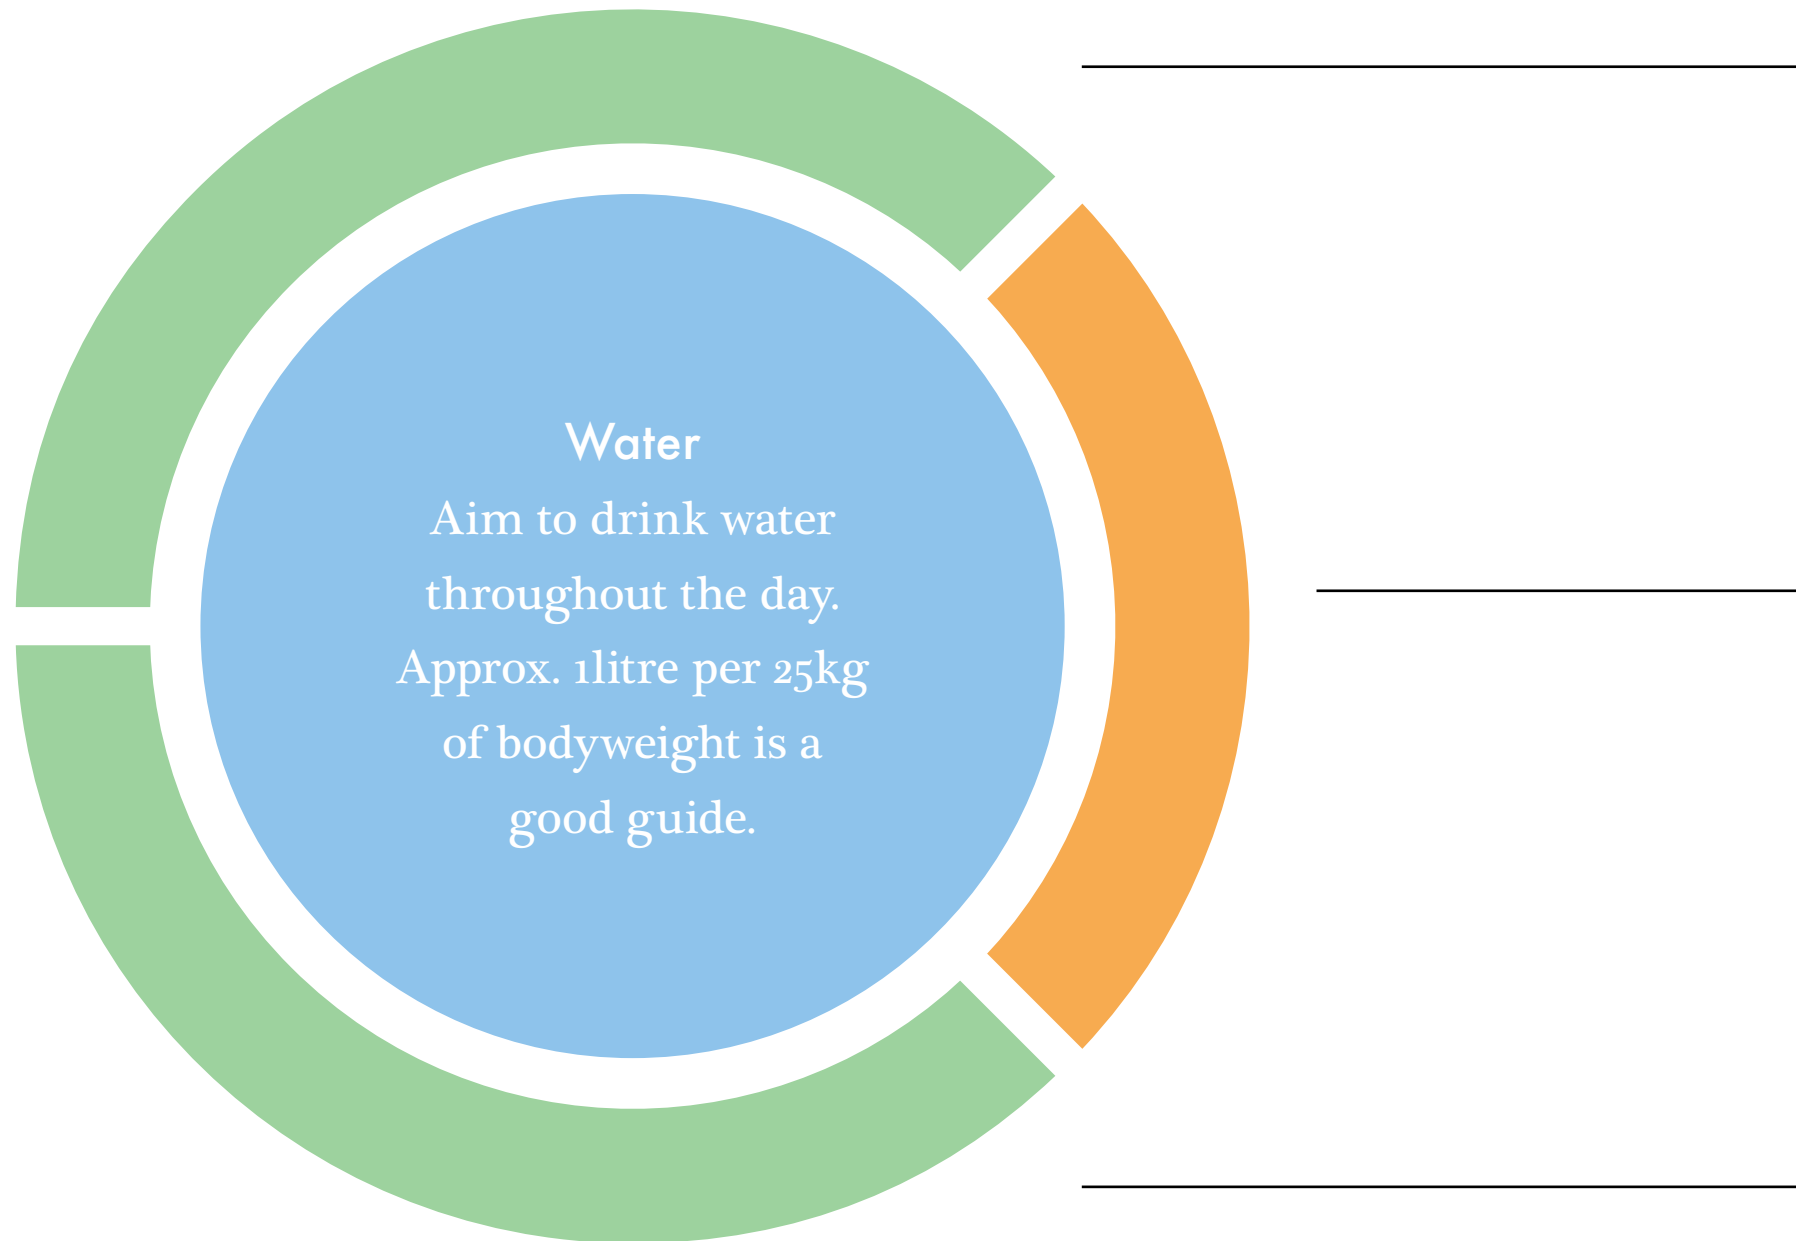 Water
Aim to drink water
throughout the day.
Approx. 1litre per 25kg
of bodyweight is a
good guide.